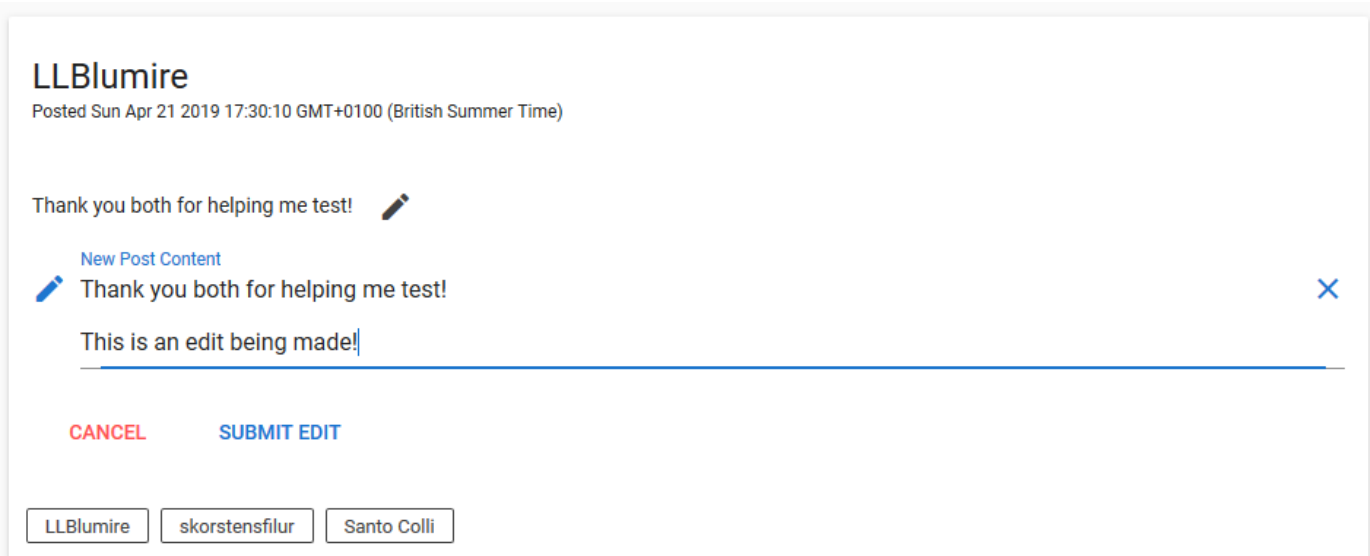 LLBlumire
Posted Sun Apr 21 2019 17:30:10 GMT+0100 (British Summer Time)
Thank you both for helping me test!
New Post Content
Thank you both for helping me test!
This is an edit being made!
CANCEL SUBMIT EDIT
LLBlumire skorstensfilur Santo Colli